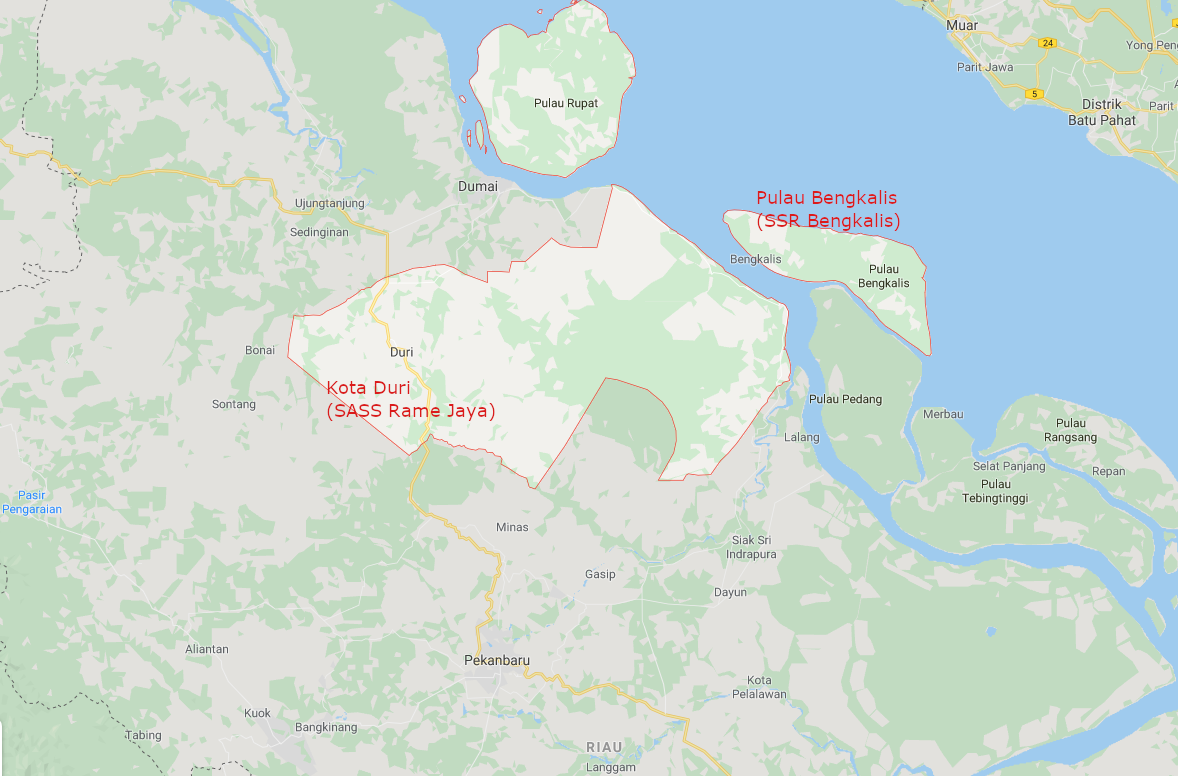 Muar
24
Yong Pen
Parit Jawa
5
Distrik
Batu Pahat
Parit
Pulau Rupat
Dumai
Ujungtanjung
Sedinginan
Pulau Bengkalis
(SSR Bengkalis)
Bengkalis
Pulau
Bengkalis
Bonai
Duri
Kota Duri
(SASS Rame Jaya)
Sontang
Pulau Pedang
Merbau
Lalang
Pulau
Rangsang
Selat Panjang
Repan
Pulau
Tebingtinggi
Pasir
Pengaraian
Minas
Siak Sri
Indrapura
Gasip
Dayun
Aliantan
Pekanbaru
Kota
Pelalawan
Kuok
Bangkinang
Tabing
RIAU
Langgam